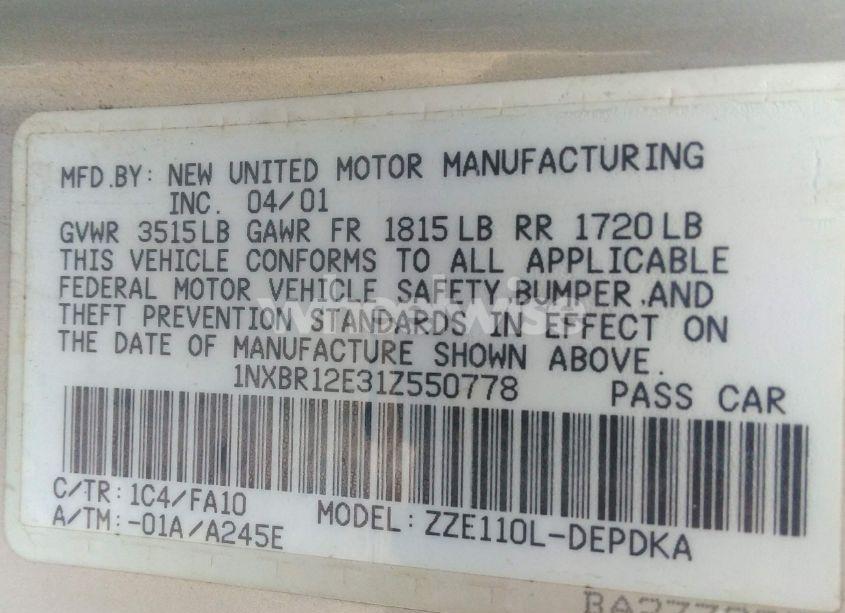 MFD.BY: NEW UNITED MOTOR MANUFACTURING
INC. 04/01
GVWR 3515LB GAWR FR 1815LB RR 1720LB
THIS VEHICLE CONFORMS TO ALL APPLICABLE
FEDERAL MOTOR VEHICLE SAFETY,BUMPER,AND
THEFT PREVENTION STANDARDS IN EFFECT ON
THE DATE OF MANUFACTURE SHOWN ABOVE.
1NXBR12E31Z550778 PASS CAR
C/TR: 1C4/FA10
A/TM: -01A/A245E MODEL: ZZE110L-DEPDKA